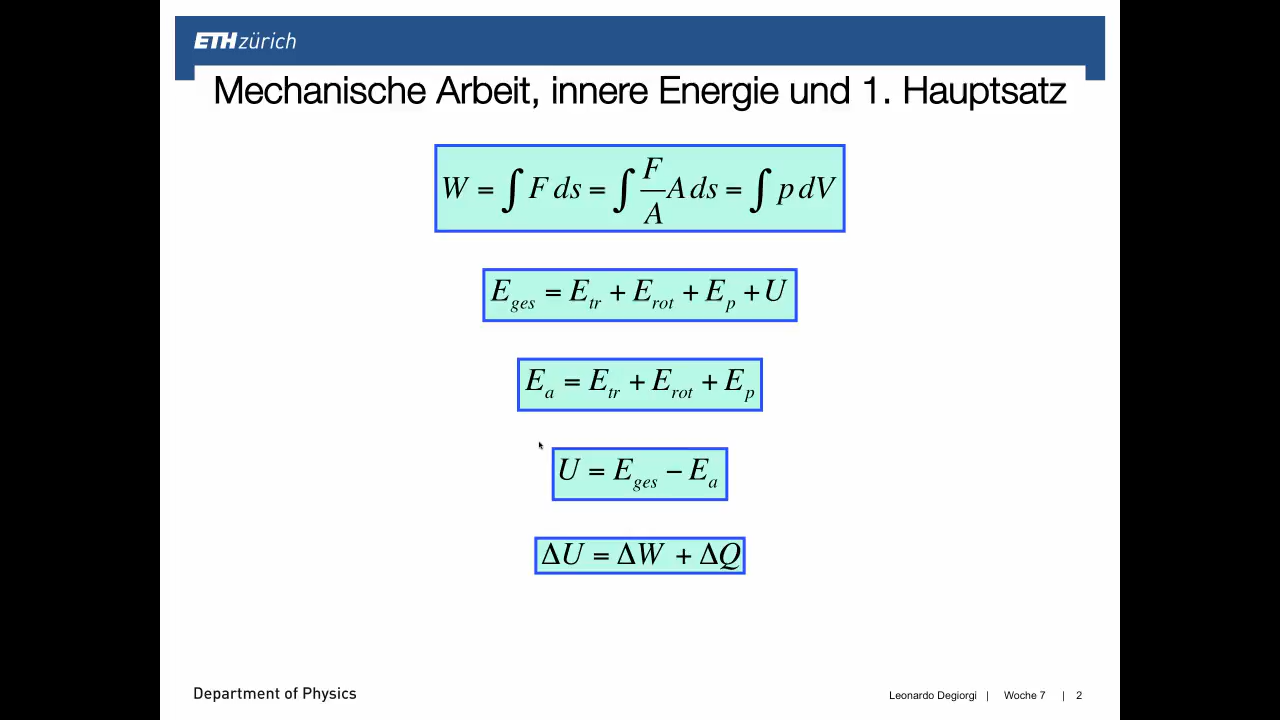 ETH zürich
Mechanische Arbeit, innere Energie und 1. Hauptsatz
W = ∫ F ds = ∫ F/A A ds = ∫ p dV
E_ges = E_tr + E_rot + E_p + U
E_a = E_tr + E_rot + E_p
U = E_ges − E_a
ΔU = ΔW + ΔQ
Department of Physics
Leonardo Degiorgi | Woche 7 | 2